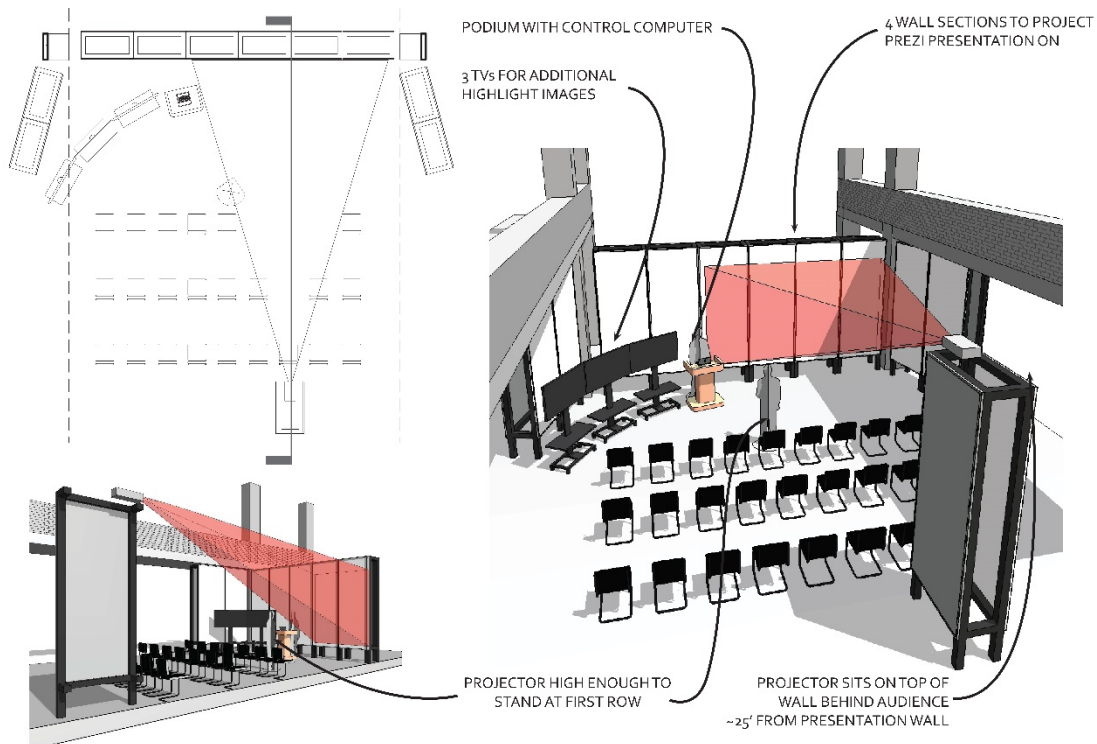 PODIUM WITH CONTROL COMPUTER
3 TVs FOR ADDITIONAL
HIGHLIGHT IMAGES
4 WALL SECTIONS TO PROJECT
PREZI PRESENTATION ON
PROJECTOR HIGH ENOUGH TO
STAND AT FIRST ROW
PROJECTOR SITS ON TOP OF
WALL BEHIND AUDIENCE
~25' FROM PRESENTATION WALL